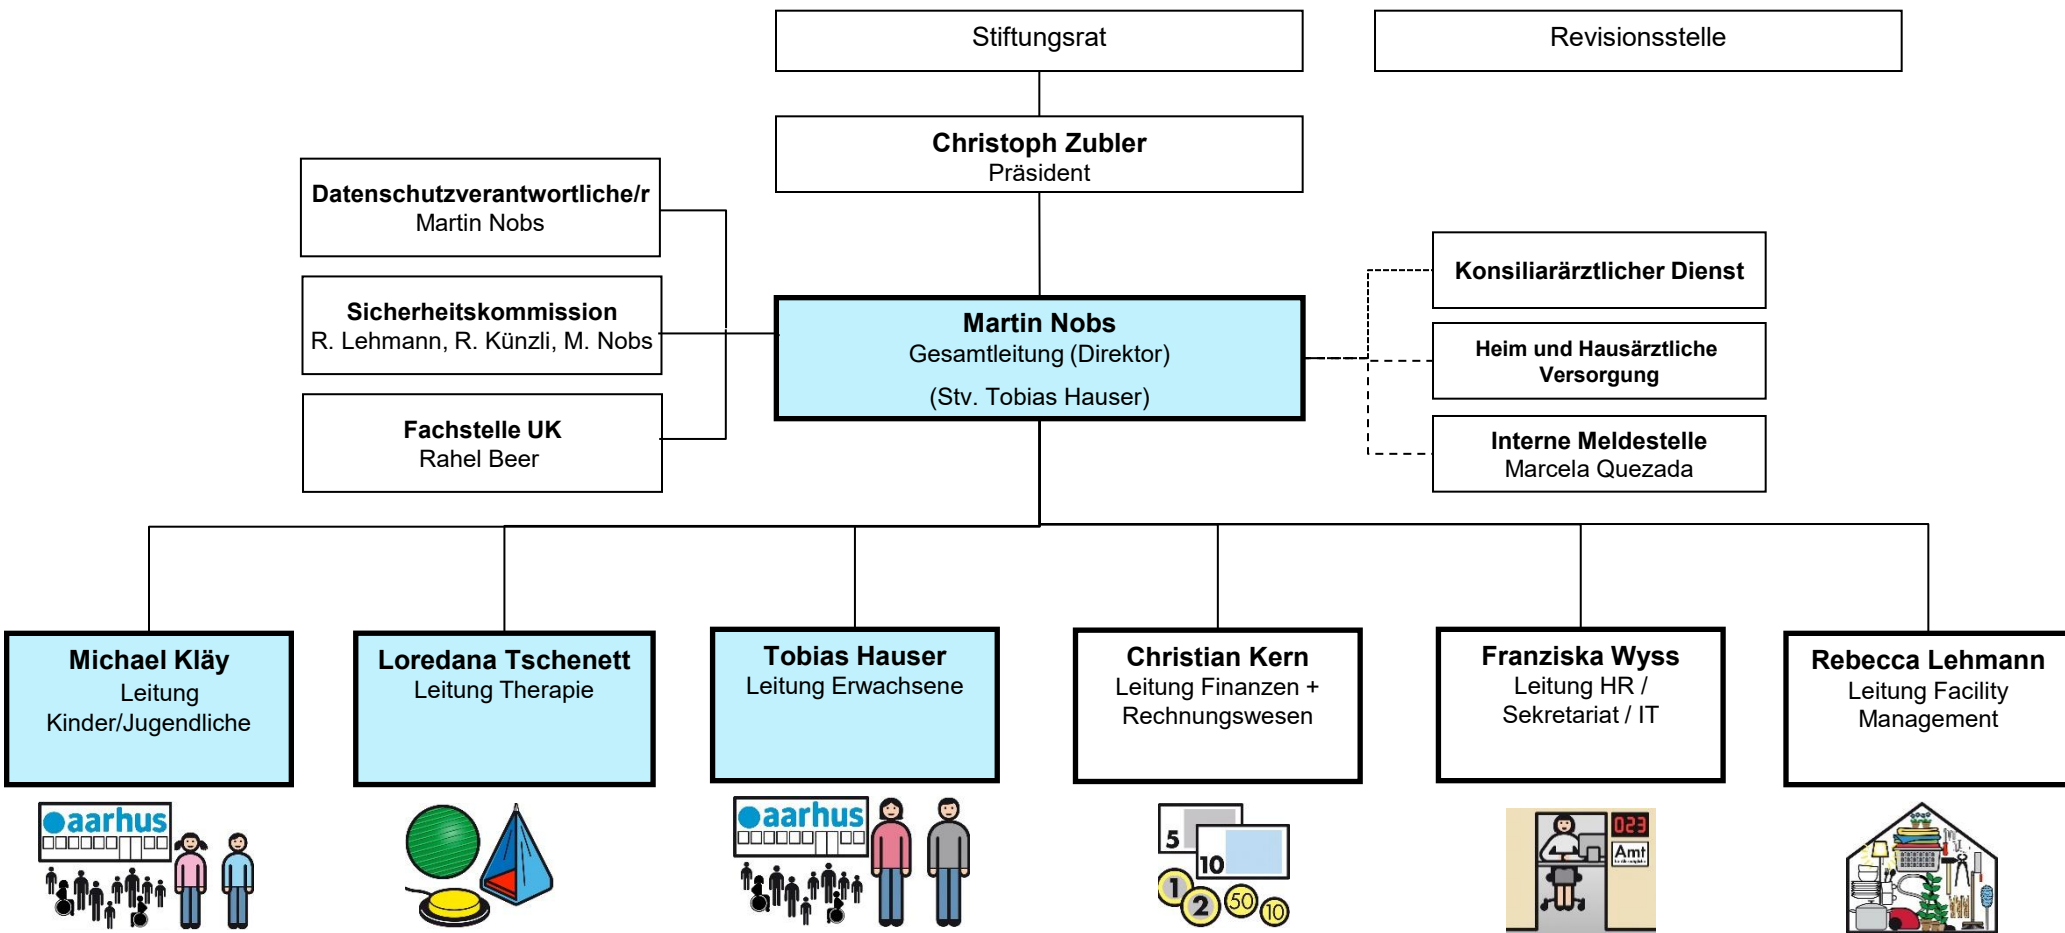 Stiftungsrat
Revisionsstelle
Christoph Zubler
Präsident
Datenschutzverantwortliche/r
Martin Nobs
Sicherheitskommission
R. Lehmann, R. Künzli, M. Nobs
Fachstelle UK
Rahel Beer
Martin Nobs
Gesamtleitung (Direktor)
(Stv. Tobias Hauser)
Konsiliarärztlicher Dienst
Heim und Hausärztliche
Versorgung
Interne Meldestelle
Marcela Quezada
Michael Kläy
Leitung
Kinder/Jugendliche
Loredana Tschenett
Leitung Therapie
Tobias Hauser
Leitung Erwachsene
Christian Kern
Leitung Finanzen +
Rechnungswesen
Franziska Wyss
Leitung HR /
Sekretariat / IT
Rebecca Lehmann
Leitung Facility
Management
aarhus
aarhus
5
10
1
2
50
10
023
Amt